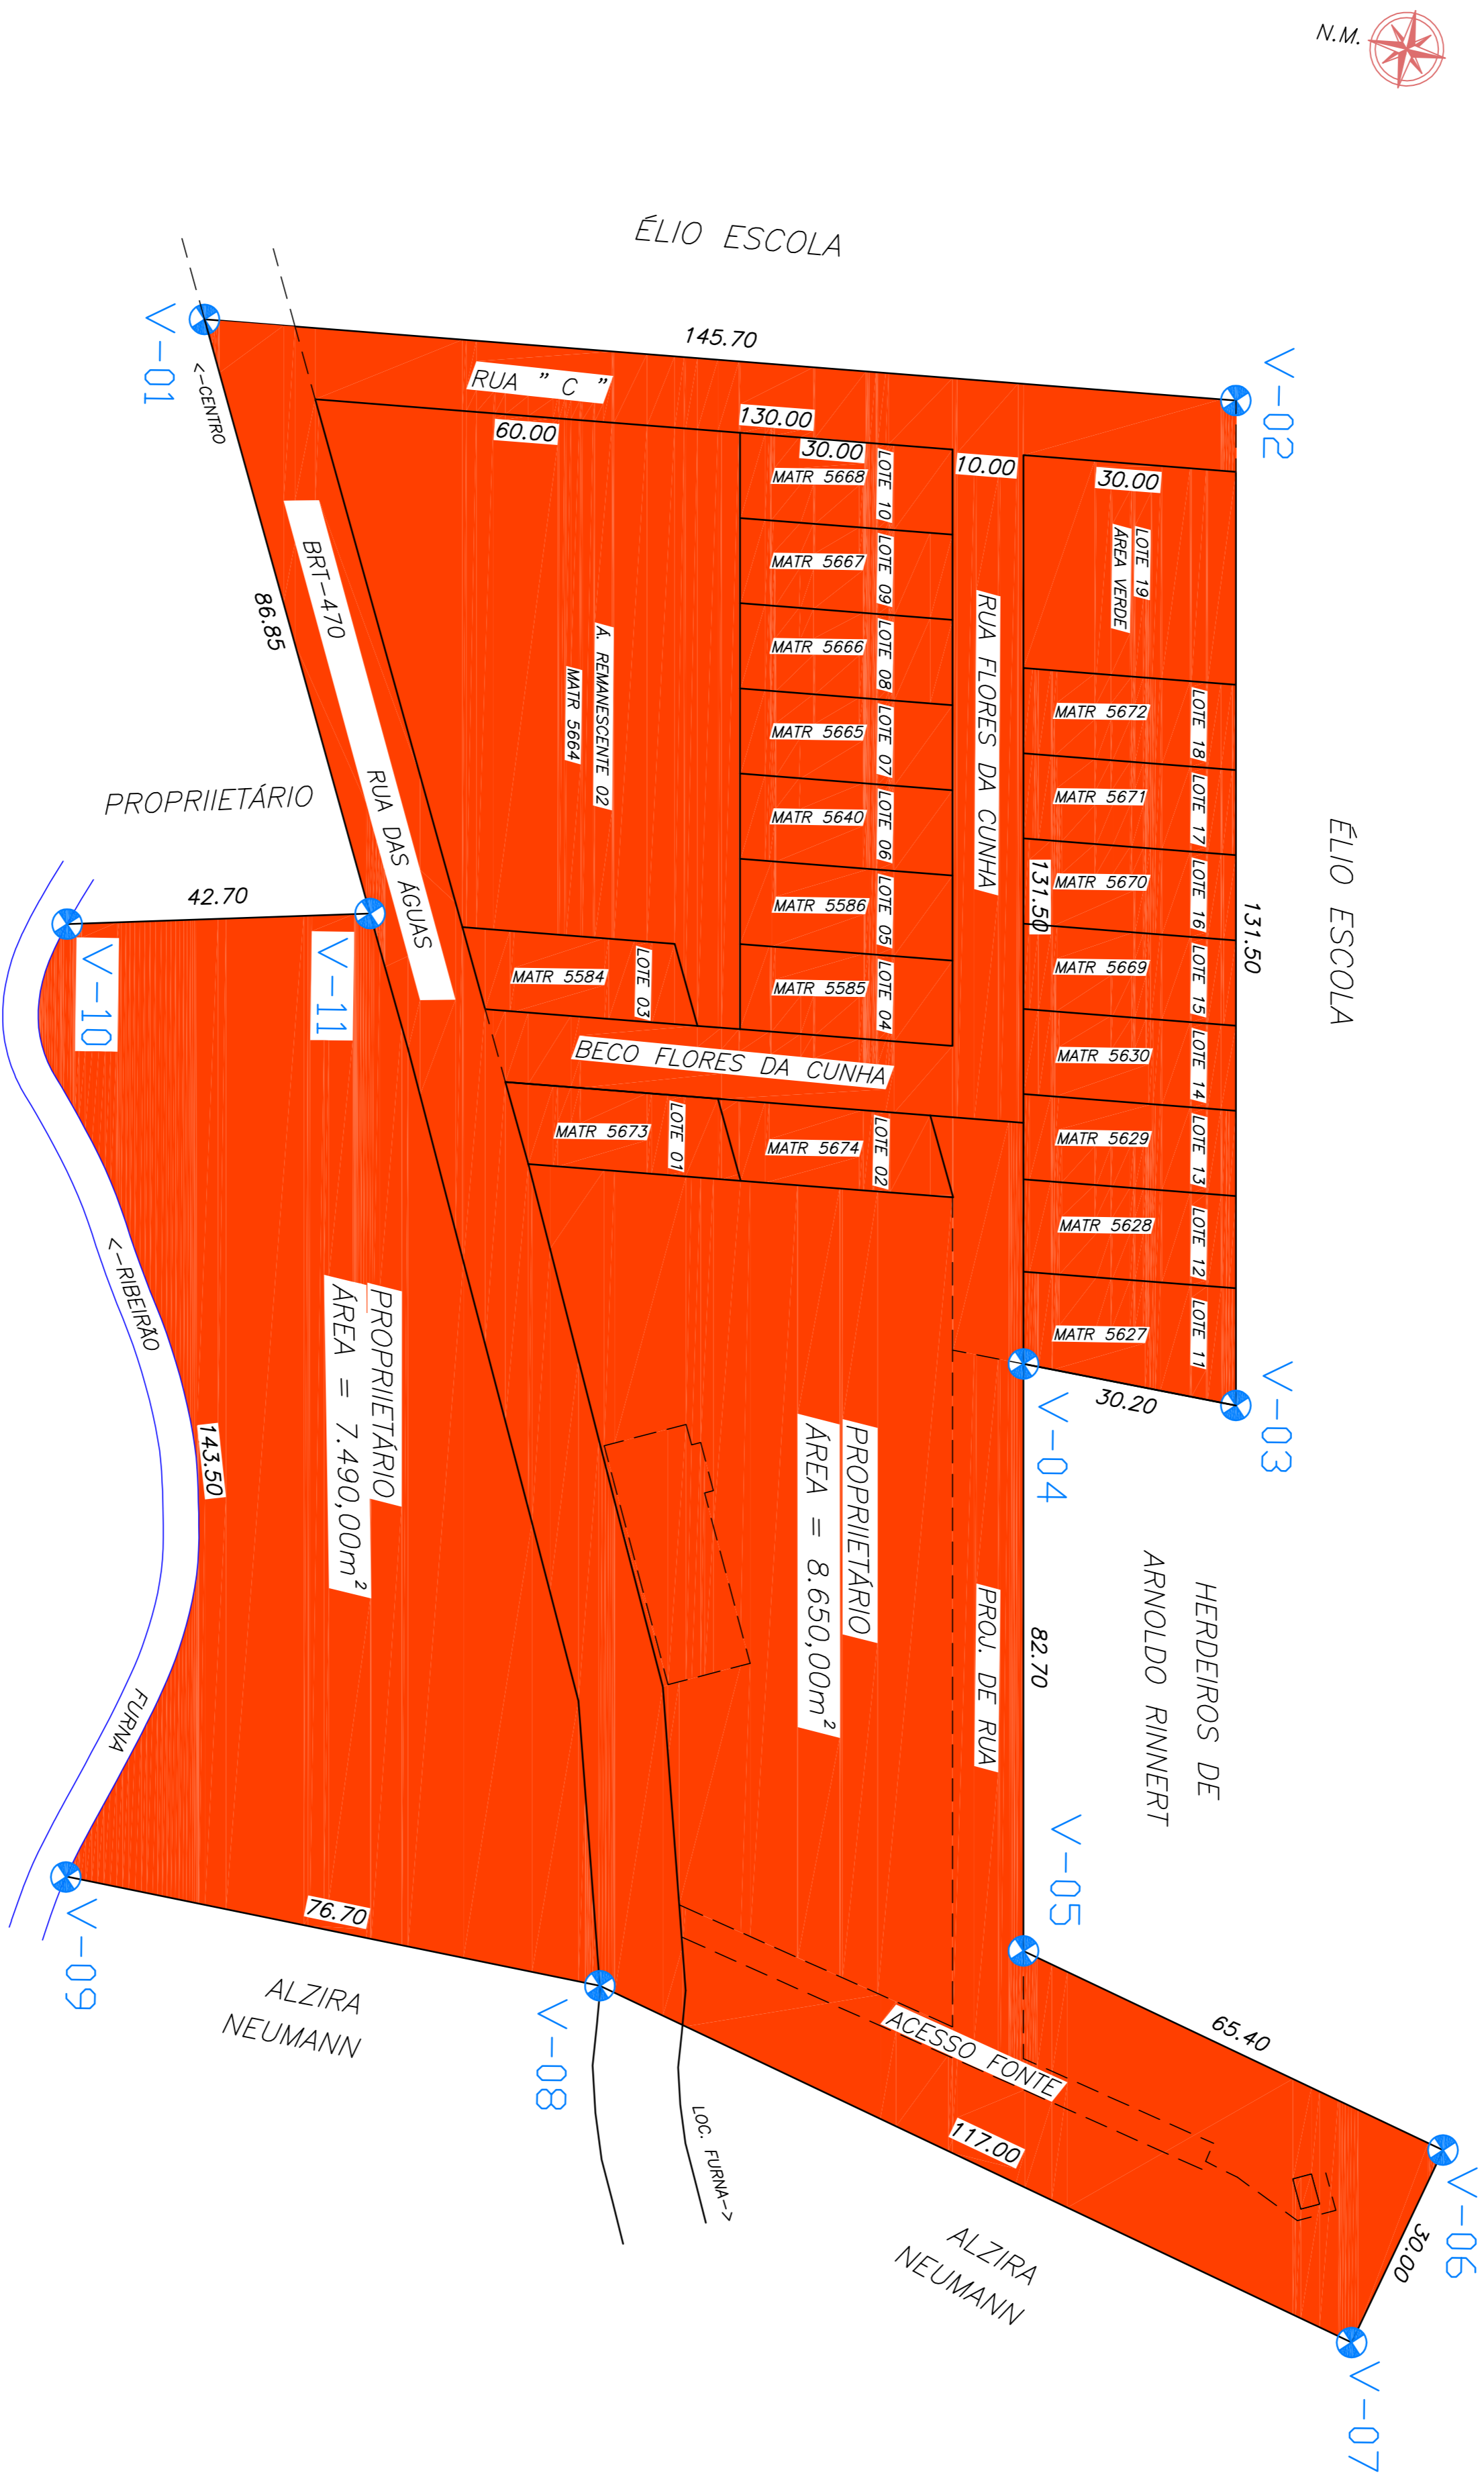 N.M.
ÉLIO ESCOLA
V-01
V-02
145.70
<-CENTRO
RUA " C "
130.00
60.00
30.00
10.00
30.00
LOTE 10
MATR 5668
LOTE 09
MATR 5667
LOTE 08
MATR 5666
LOTE 07
MATR 5665
LOTE 06
MATR 5640
LOTE 05
MATR 5586
LOTE 04
MATR 5585
LOTE 19
ÁREA VERDE
LOTE 18
MATR 5672
LOTE 17
MATR 5671
LOTE 16
MATR 5670
LOTE 15
MATR 5669
LOTE 14
MATR 5630
LOTE 13
MATR 5629
LOTE 12
MATR 5628
LOTE 11
MATR 5627
RUA FLORES DA CUNHA
131.50
131.50
ÉLIO ESCOLA
Á. REMANESCENTE 02
MATR 5664
BRT-470
RUA DAS ÁGUAS
86.85
PROPRIIETÁRIO
42.70
V-10
V-11
LOTE 03
MATR 5584
BECO FLORES DA CUNHA
LOTE 01
MATR 5673
LOTE 02
MATR 5674
V-03
30.20
V-04
PROPRIIETÁRIO
ÁREA = 7.490,00m²
PROPRIIETÁRIO
ÁREA = 8.650,00m²
<-RIBEIRÃO
FURNA
143.50
PROJ. DE RUA
82.70
HERDEIROS DE
ARNOLDO RINNERT
V-05
76.70
V-09
ALZIRA
NEUMANN
V-08
LOC. FURNA->
ACESSO FONTE
65.40
117.00
V-06
30.00
V-07
ALZIRA
NEUMANN